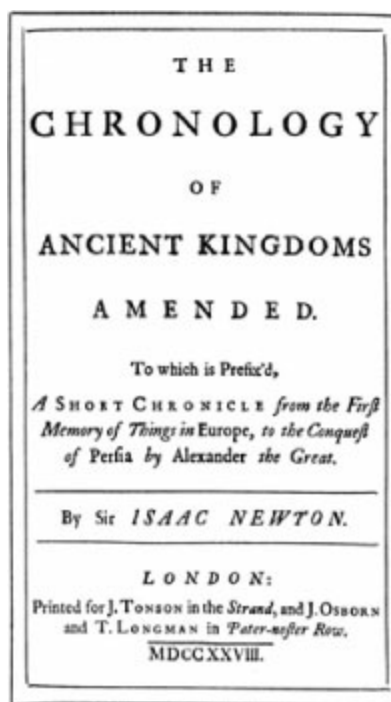 THE
CHRONOLOGY
OF
ANCIENT KINGDOMS
AMENDED.
To which is Prefix'd,
A SHORT CHRONICLE from the Firſt
Memory of Things in Europe, to the Conqueſt
of Perſia by Alexander the Great.
By Sir ISAAC NEWTON.
LONDON:
Printed for J. TONSON in the Strand, and J. OSBORN
and T. LONGMAN in Pater-noſter Row.
MDCCXXVIII.